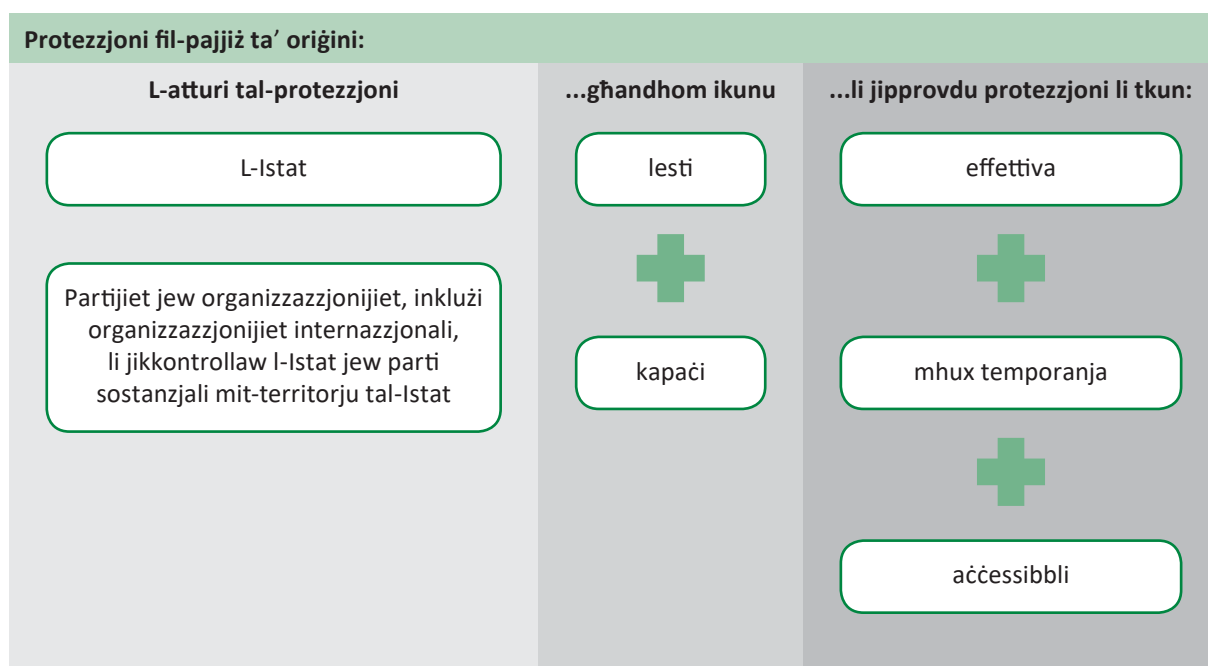 Protezzjoni fil-pajjiż ta’ oriġini:
L-atturi tal-protezzjoni
L-Istat
Partijiet jew organizzazzjonijiet, inklużi
organizzazzjonijiet internazzjonali,
li jikkontrollaw l-Istat jew parti
sostanzjali mit-territorju tal-Istat
...għandhom ikunu
lesti
kapaċi
...li jipprovdu protezzjoni li tkun:
effettiva
mhux temporanja
aċċessibbli